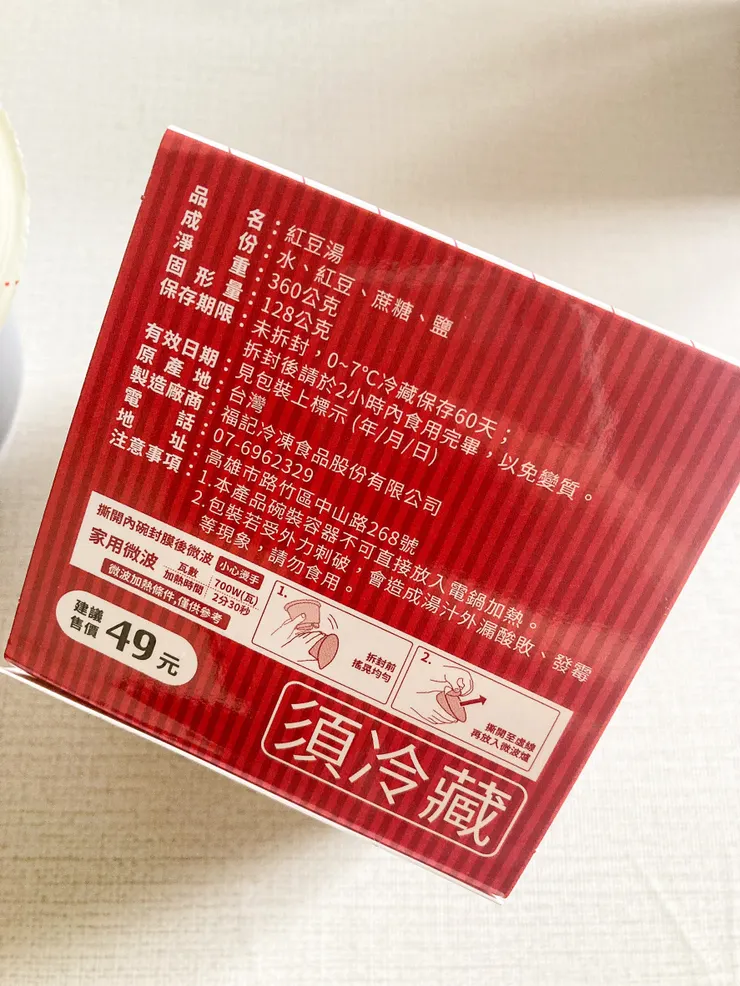 品名：紅豆湯
成份：水、紅豆、蔗糖、鹽
淨重：360公克
固形量：128公克
保存期限：未拆封，0~7℃冷藏保存60天；
拆封後請於2小時內食用完畢，以免變質。
有效日期：見包裝上標示(年/月/日)
原產地：台灣
製造廠商：福記冷凍食品股份有限公司
電話：07-6962329
地址：高雄市路竹區中山路268號
注意事項：1.本產品碗裝容器不可直接放入電鍋加熱。
2.包裝若受外力刺破，會造成湯汁外漏酸敗、發霉
等現象，請勿食用。
撕開內碗封膜後微波 小心燙手
家用微波 瓦數 700W(瓦)
加熱時間 2分30秒
微波加熱條件,僅供參考
1.
拆封前
搖晃均勻
2.
撕開至虛線
再放入微波爐
建議
售價 49元
須冷藏